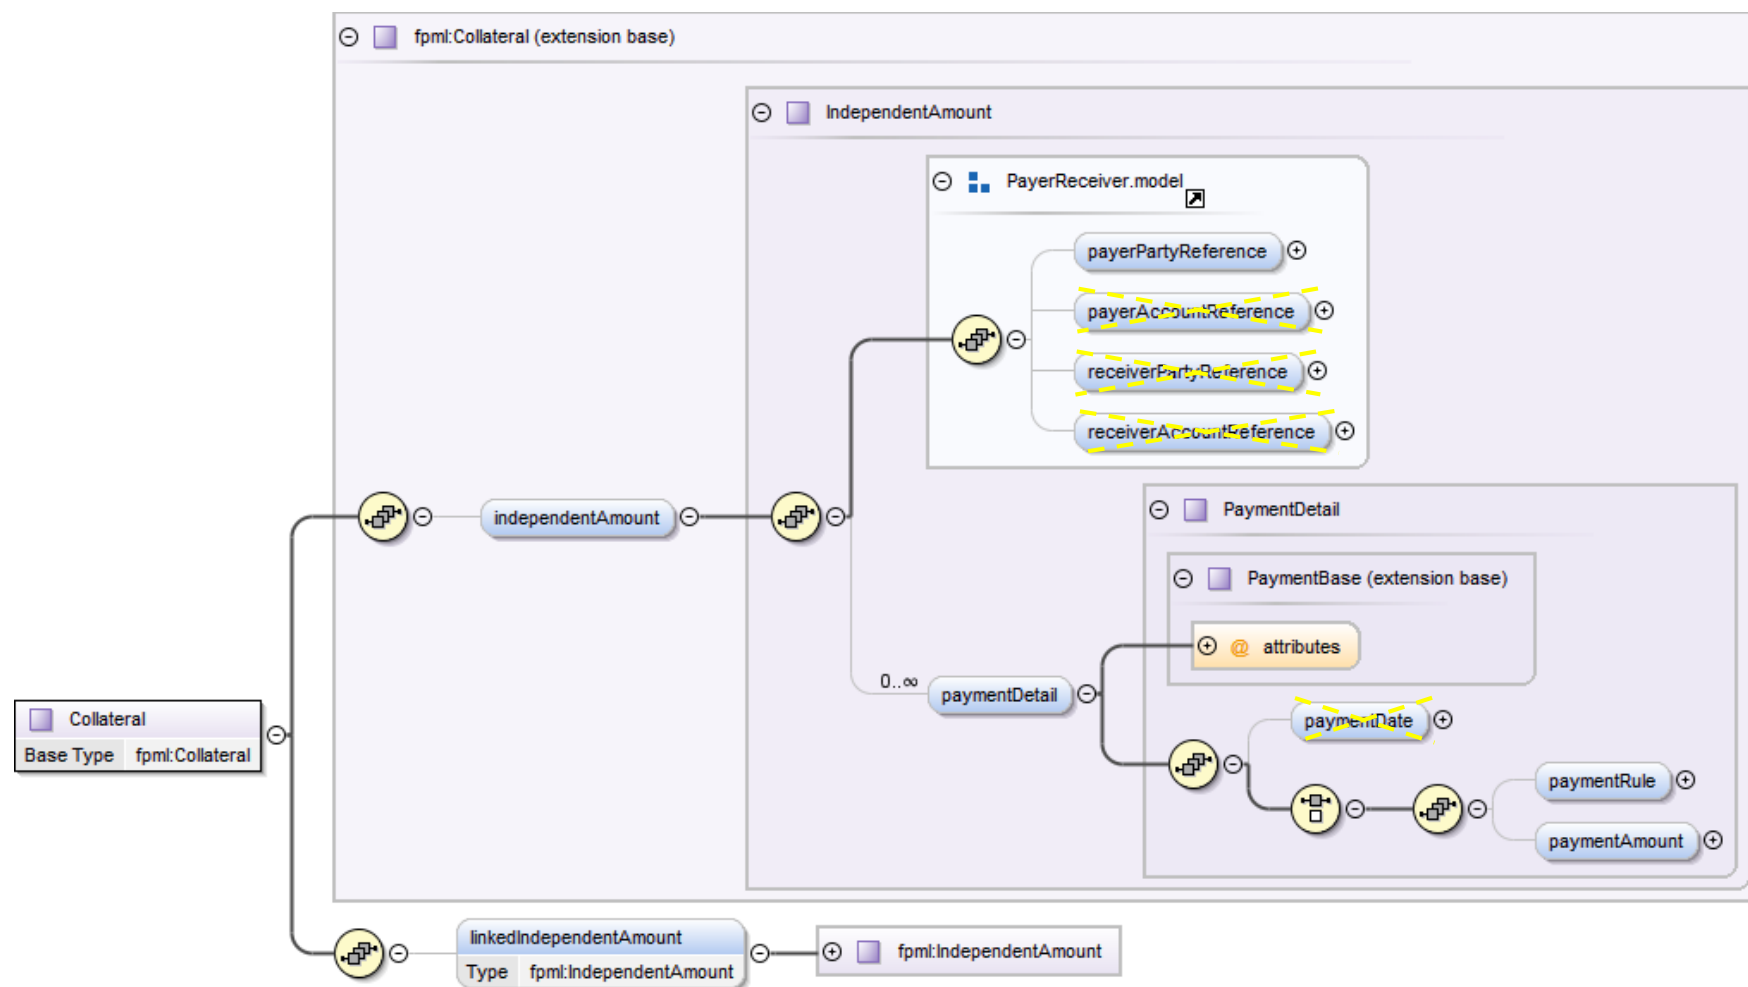 fpml:Collateral (extension base)
IndependentAmount
PayerReceiver.model
payerPartyReference
payerAccountReference
receiverPartyReference
receiverAccountReference
independentAmount
PaymentDetail
PaymentBase (extension base)
@ attributes
0..∞
paymentDetail
Collateral
Base Type fpml:Collateral
paymentDate
paymentRule
paymentAmount
linkedIndependentAmount
Type fpml:IndependentAmount
fpml:IndependentAmount